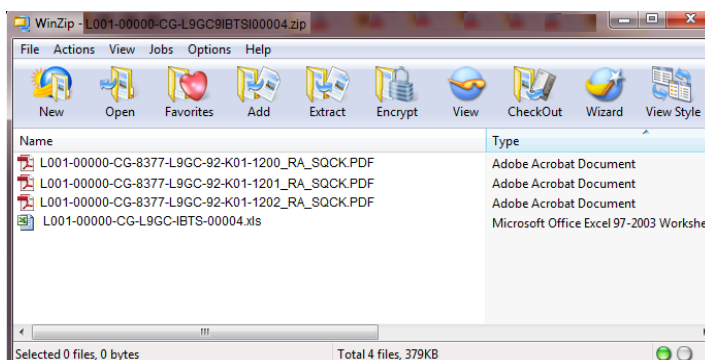 WinZip - L001-00000-CG-L9GC9IBTSI00004.zip
File Actions View Jobs Options Help
New Open Favorites Add Extract Encrypt View CheckOut Wizard View Style
Name Type
L001-00000-CG-8377-L9GC-92-K01-1200_RA_SQCK.PDF Adobe Acrobat Document
L001-00000-CG-8377-L9GC-92-K01-1201_RA_SQCK.PDF Adobe Acrobat Document
L001-00000-CG-8377-L9GC-92-K01-1202_RA_SQCK.PDF Adobe Acrobat Document
L001-00000-CG-L9GC-IBTS-00004.xls Microsoft Office Excel 97-2003 Workshe
Selected 0 files, 0 bytes Total 4 files, 379KB